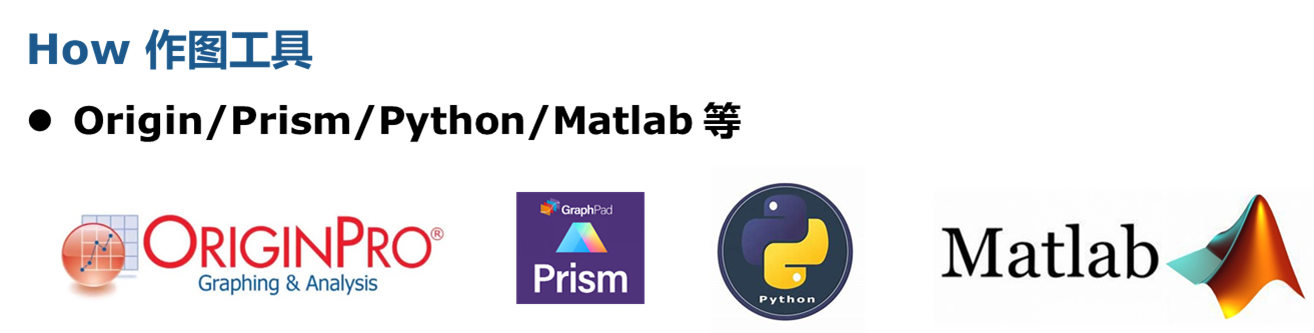 How 作图工具
● Origin/Prism/Python/Matlab 等
ORIGINPRO®
Graphing & Analysis
GraphPad
Prism
Python
Matlab